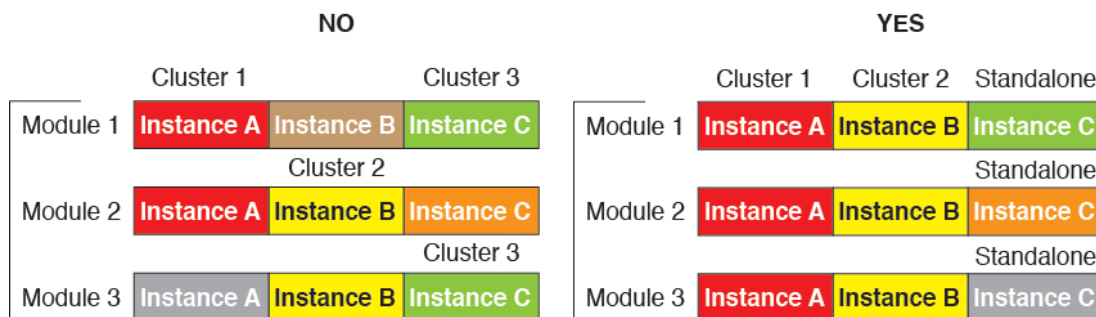 NO
YES
Cluster 1 Cluster 3
Module 1 Instance A Instance B Instance C
Cluster 2
Module 2 Instance A Instance B Instance C
Cluster 3
Module 3 Instance A Instance B Instance C
Cluster 1 Cluster 2 Standalone
Module 1 Instance A Instance B Instance C
Standalone
Module 2 Instance A Instance B Instance C
Standalone
Module 3 Instance A Instance B Instance C